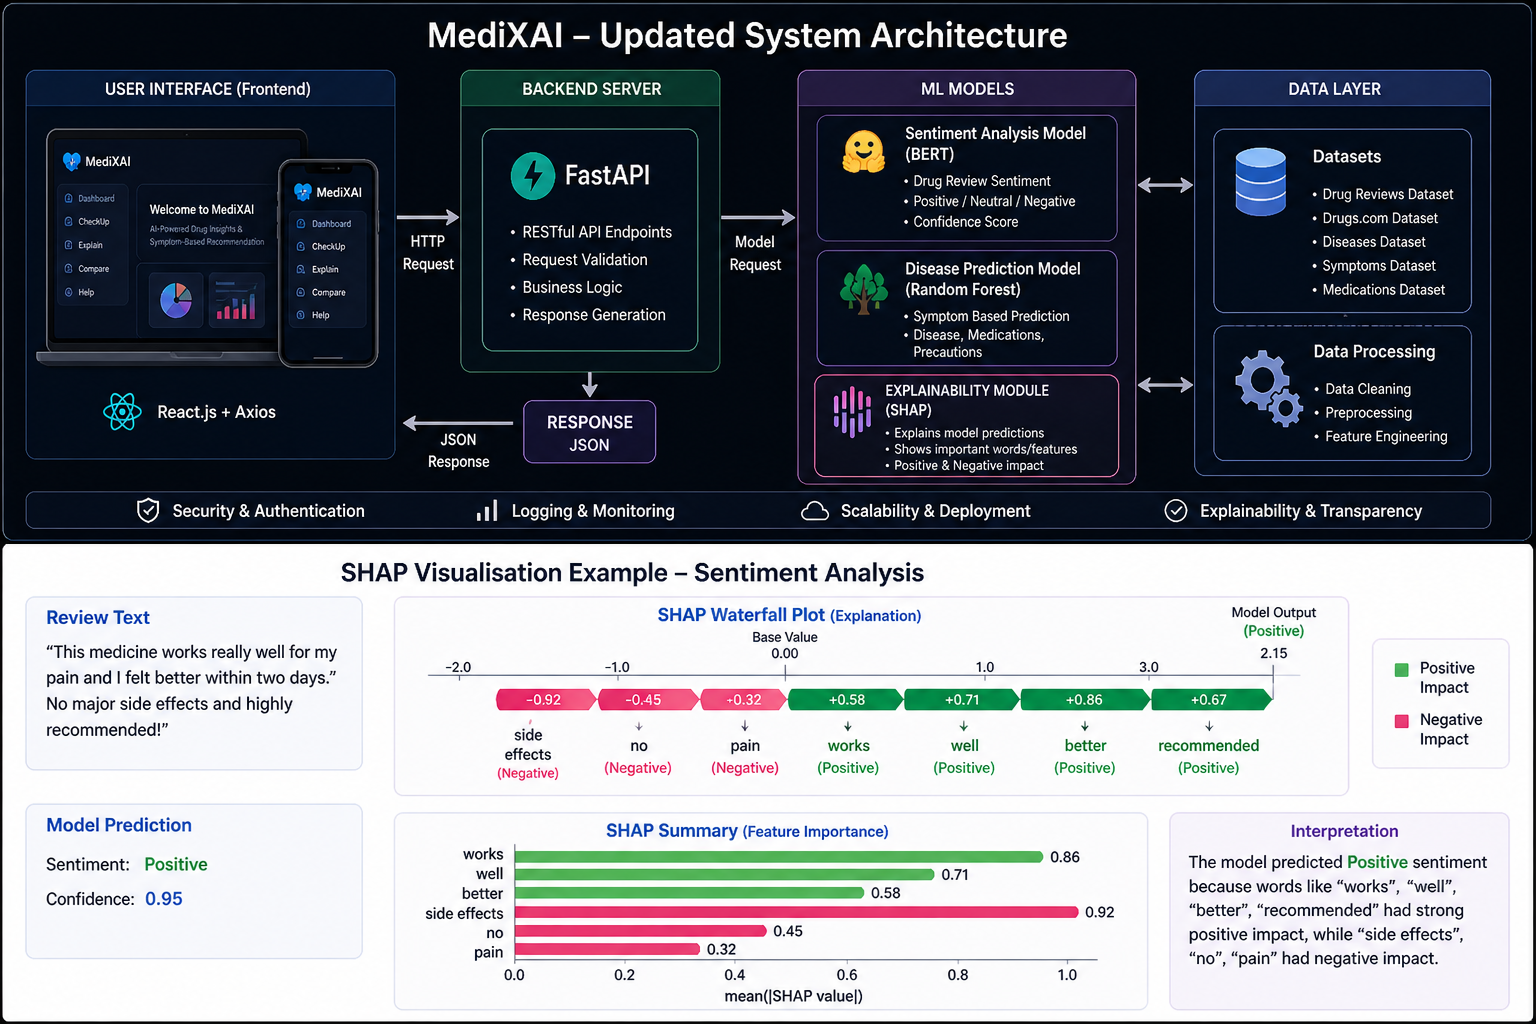 MediXAI – Updated System Architecture
USER INTERFACE (Frontend)
MediXAI
Dashboard
CheckUp
Explain
Compare
Help
Welcome to MediXAI
AI-Powered Drug Insights &
Symptom-Based Recommendation
MediXAI
Dashboard
CheckUp
Explain
Compare
Help
React.js + Axios
HTTP
Request
JSON
Response
BACKEND SERVER
FastAPI
• RESTful API Endpoints
• Request Validation
• Business Logic
• Response Generation
RESPONSE
JSON
Model
Request
ML MODELS
Sentiment Analysis Model
(BERT)
• Drug Review Sentiment
• Positive / Neutral / Negative
• Confidence Score
Disease Prediction Model
(Random Forest)
• Symptom Based Prediction
• Disease, Medications,
Precautions
EXPLAINABILITY MODULE
(SHAP)
• Explains model predictions
• Shows important words/features
• Positive & Negative impact
DATA LAYER
Datasets
• Drug Reviews Dataset
• Drugs.com Dataset
• Diseases Dataset
• Symptoms Dataset
• Medications Dataset
Data Processing
• Data Cleaning
• Preprocessing
• Feature Engineering
Security & Authentication
Logging & Monitoring
Scalability & Deployment
Explainability & Transparency
SHAP Visualisation Example – Sentiment Analysis
Review Text
“This medicine works really well for my
pain and I felt better within two days.”
No major side effects and highly
recommended!”
Model Prediction
Sentiment: Positive
Confidence: 0.95
SHAP Waterfall Plot (Explanation)
Base Value
Model Output
(Positive)
−2.0 −1.0 0.00 1.0 3.0 2.15
−0.92 −0.45 −0.32 +0.58 +0.71 +0.86 +0.67
side
effects
no pain works well better recommended
(Negative) (Negative) (Negative) (Positive) (Positive) (Positive) (Positive)
Positive
Impact
Negative
Impact
SHAP Summary (Feature Importance)
works 0.86
well 0.71
better 0.58
side effects 0.92
no 0.45
pain 0.32
0.0 0.2 0.4 0.6 0.8 1.0
mean(|SHAP value|)
Interpretation
The model predicted Positive sentiment
because words like “works”, “well”,
“better”, “recommended” had strong
positive impact, while “side effects”,
“no”, “pain” had negative impact.